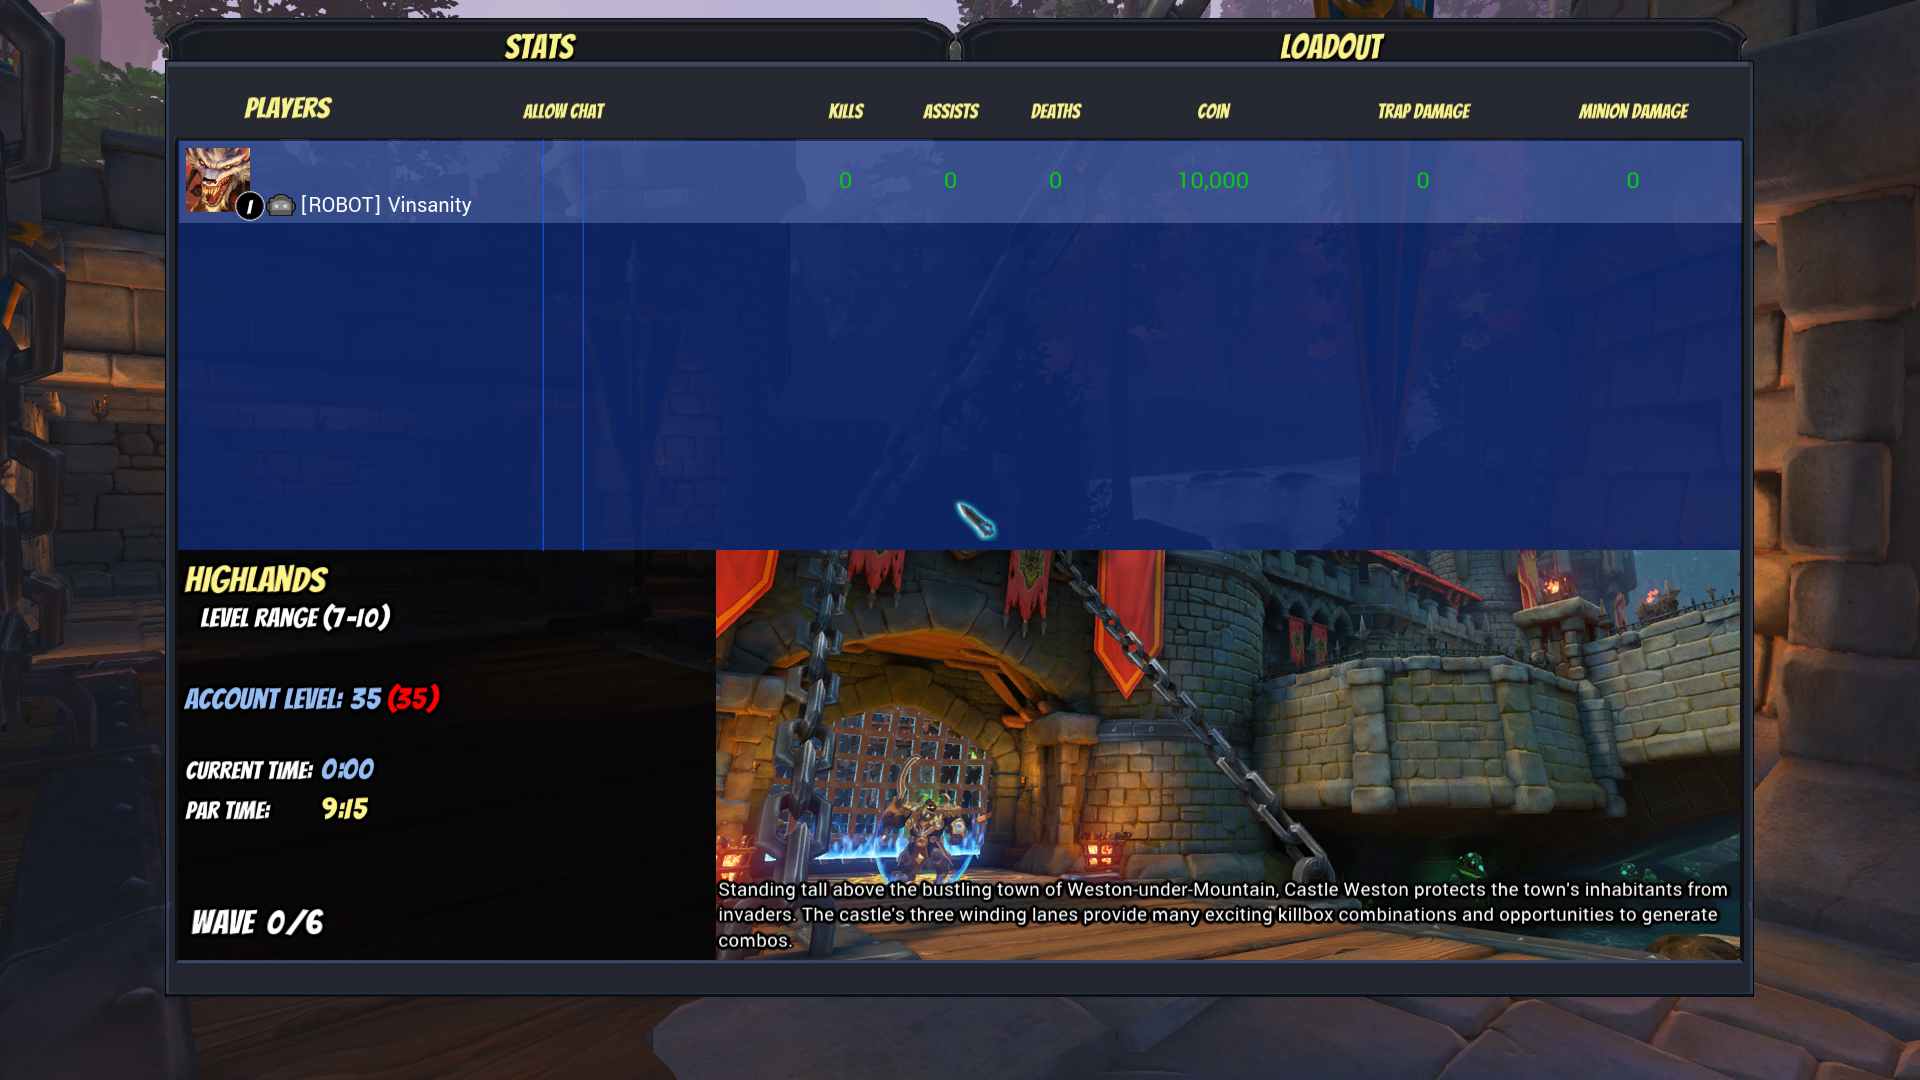 STATS
LOADOUT
PLAYERS
ALLOW CHAT
KILLS
ASSISTS
DEATHS
COIN
TRAP DAMAGE
MINION DAMAGE
1
[ROBOT] Vinsanity
0
0
0
10,000
0
0
HIGHLANDS
LEVEL RANGE (7-10)
ACCOUNT LEVEL: 35 (35)
CURRENT TIME: 0:00
PAR TIME: 9:15
WAVE 0/6
Standing tall above the bustling town of Weston-under-Mountain, Castle Weston protects the town's inhabitants from
invaders. The castle's three winding lanes provide many exciting killbox combinations and opportunities to generate
combos.